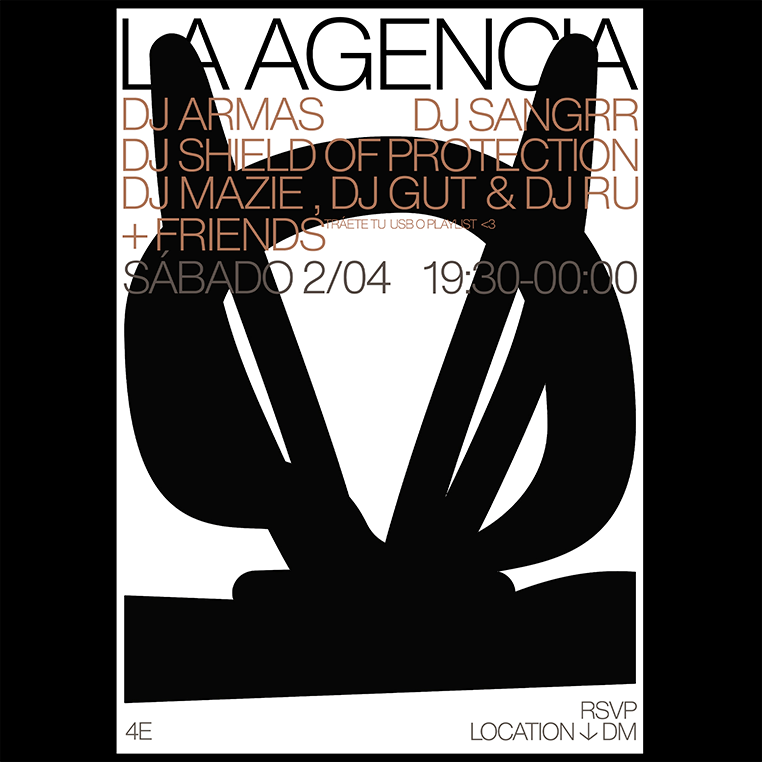 LA AGENCIA
DJ ARMAS DJ SANGRR
DJ SHIELD OF PROTECTION
DJ MAZIE , DJ GUT & DJ RU
+ FRIENDS TRÁETE TU USB O PLAYLIST <3
SÁBADO 2/04 19:30-00:00
RSVP
4E LOCATION ↓ DM